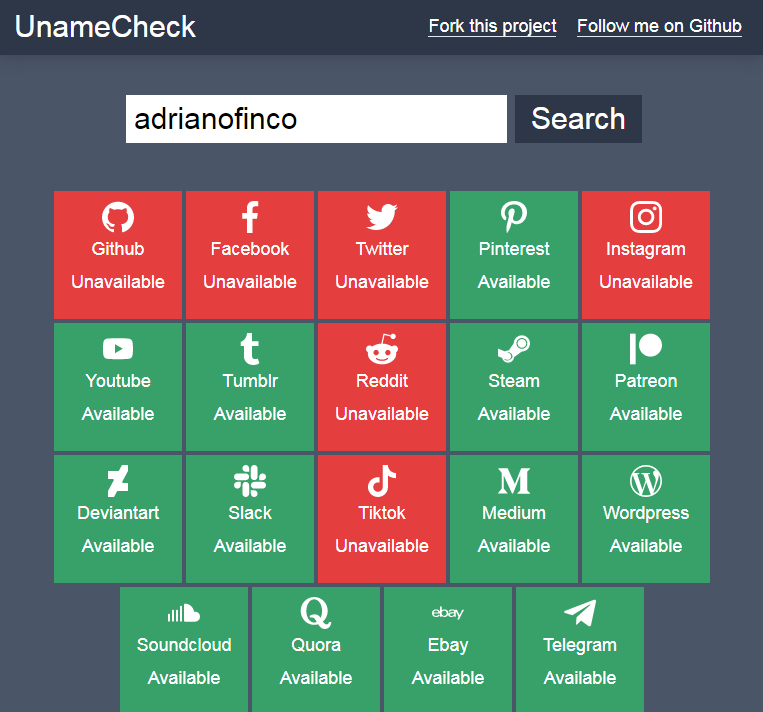 UnameCheck Fork this project Follow me on Github
adrianofinco Search
Github Facebook Twitter Pinterest Instagram
Unavailable Unavailable Unavailable Available Unavailable
Youtube Tumblr Reddit Steam Patreon
Available Available Unavailable Available Available
Deviantart Slack Tiktok Medium Wordpress
Available Available Unavailable Available Available
ebay
Soundcloud Quora Ebay Telegram
Available Available Available Available